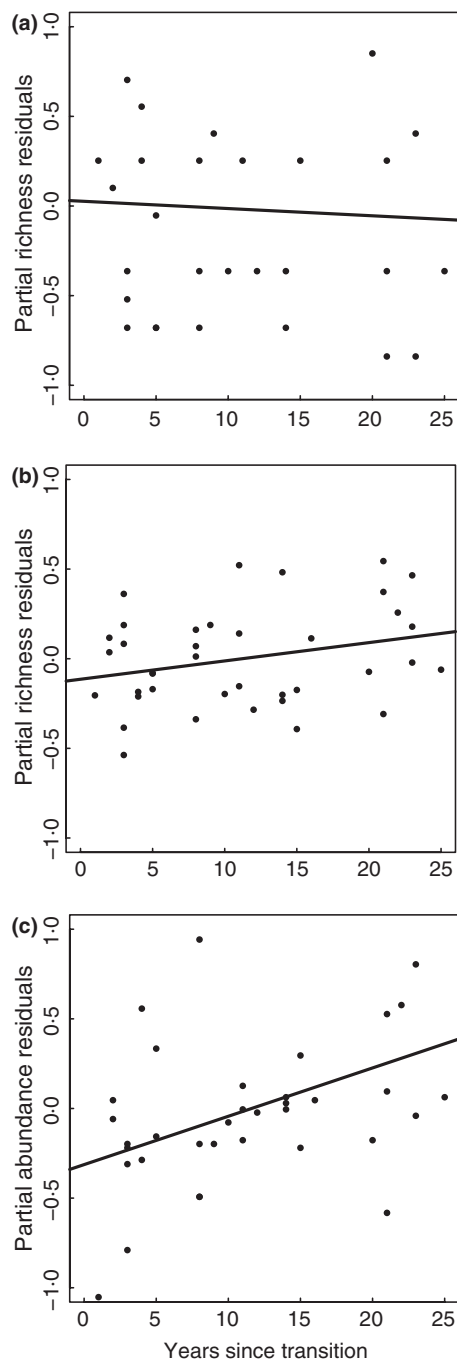 (a)
1·0
0·5
0·0
−0·5
−1·0
Partial richness residuals
0 5 10 15 20 25
(b)
1·0
0·5
0·0
−0·5
−1·0
Partial richness residuals
0 5 10 15 20 25
(c)
1·0
0·5
0·0
−0·5
−1·0
Partial abundance residuals
0 5 10 15 20 25
Years since transition